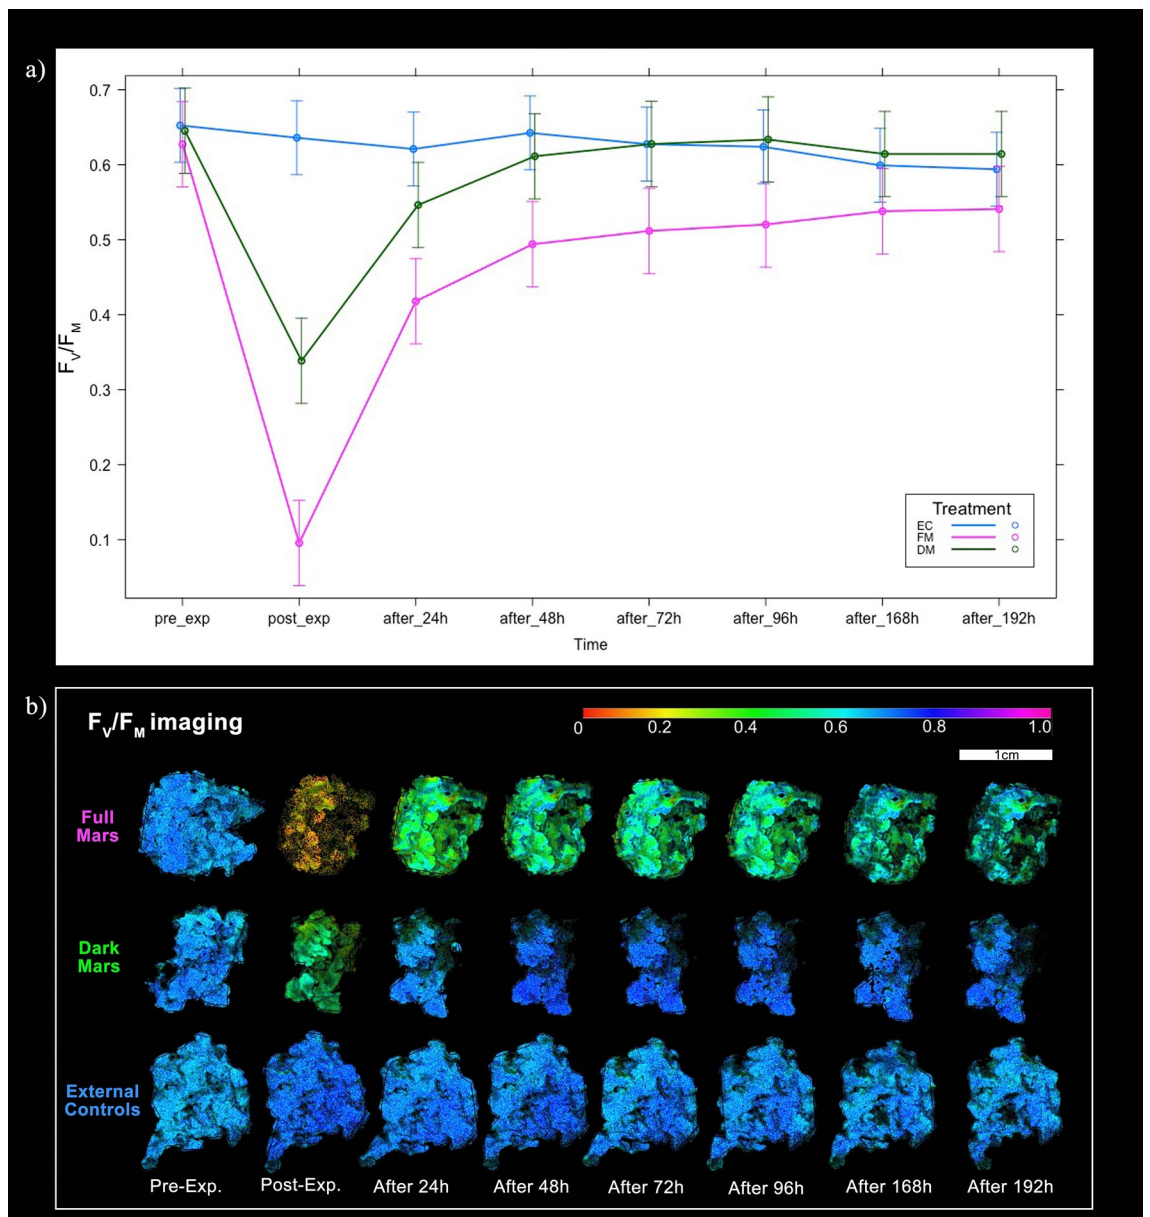 a)
0.7
0.6
0.5
0.4
0.3
0.2
0.1
FV/FM
Treatment
EC
FM
DM
pre_exp post_exp after_24h after_48h after_72h after_96h after_168h after_192h
Time
b)
FV/FM imaging
0 0.2 0.4 0.6 0.8 1.0
1cm
Full
Mars
Dark
Mars
External
Controls
Pre-Exp. Post-Exp. After 24h After 48h After 72h After 96h After 168h After 192h